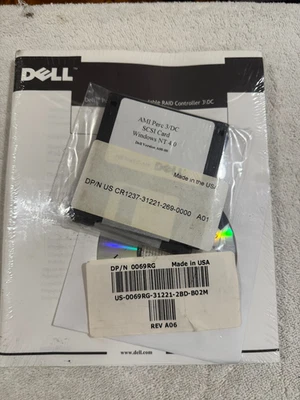 DELL
RAID Controller 3/DC
AMI Perc 3/DC
SCSI Card
Windows NT 4.0
DELL
Made in the USA
DP/N US CR1237-31221-269-0000 A01
DP/N 0069RG Made in USA
US-0069RG-31221-2BD-B02M
REV A06
www.dell.com